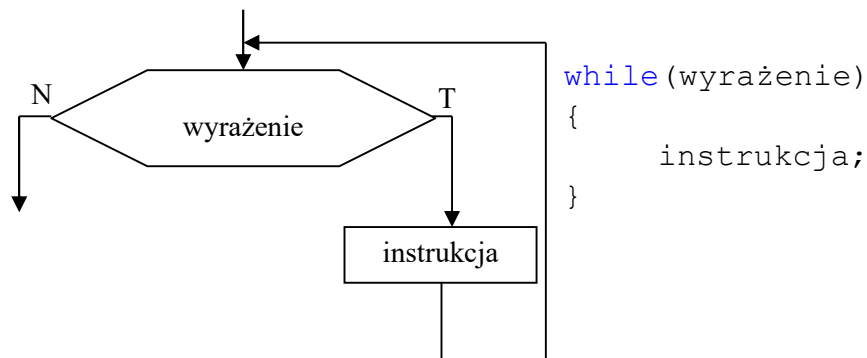 N
wyrażenie
T
instrukcja
while(wyrażenie)
{
instrukcja;
}